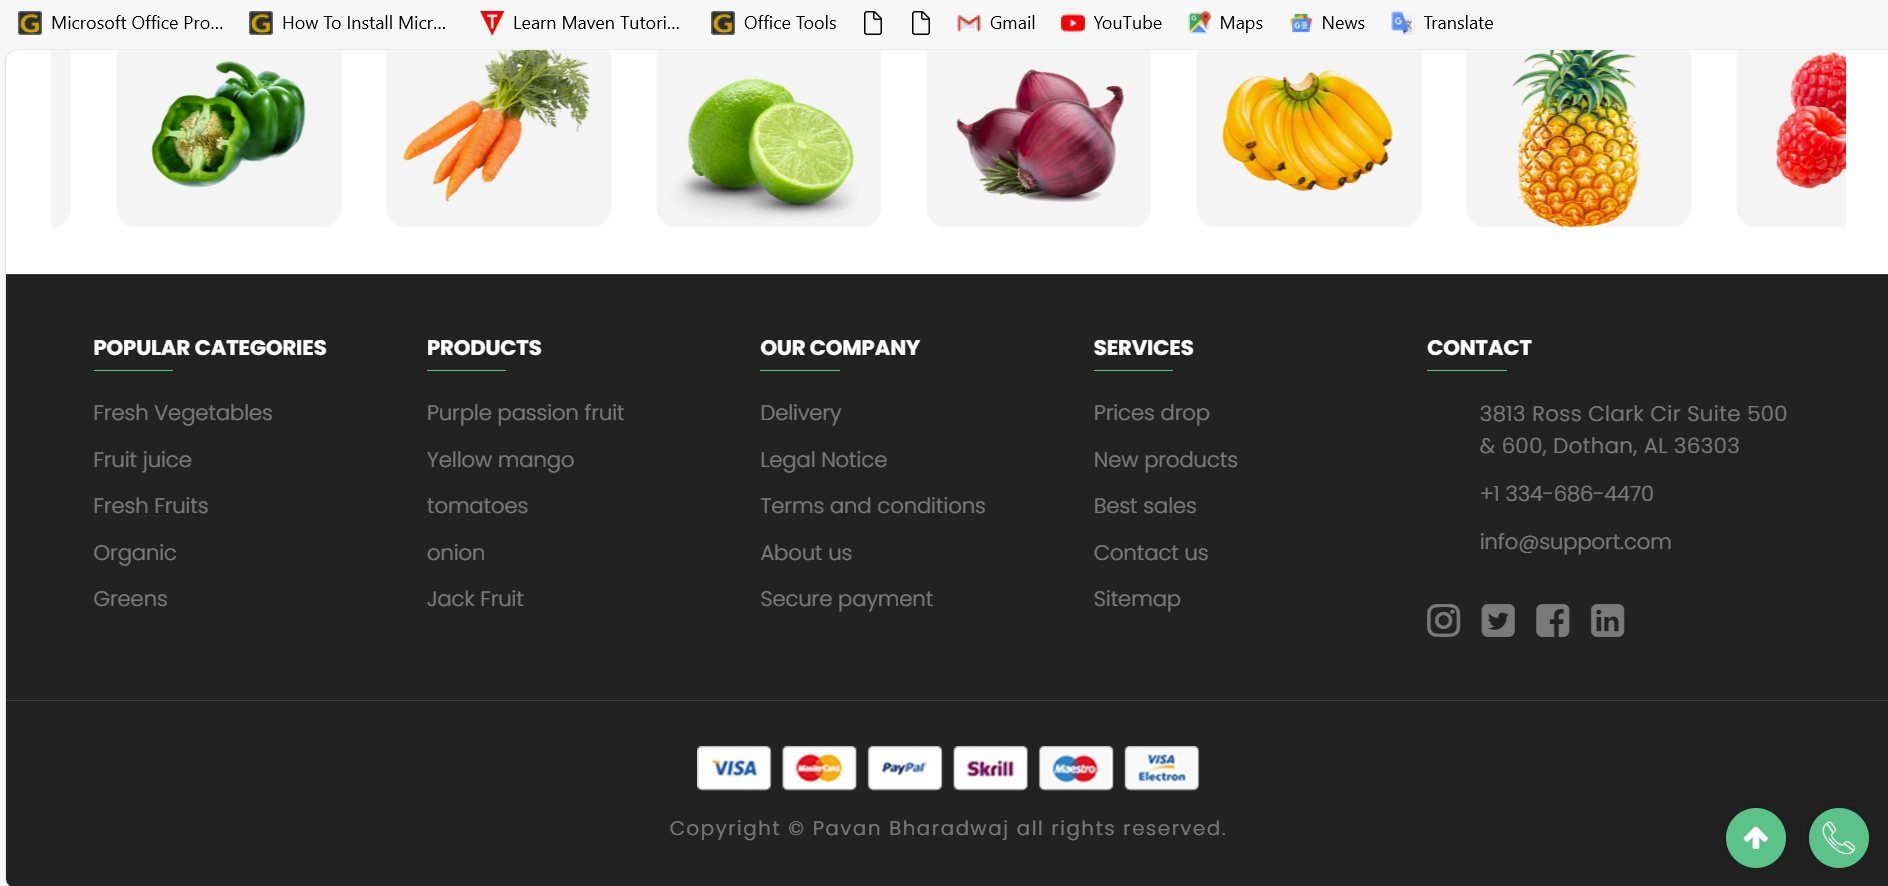 Microsoft Office Pro...
How To Install Micr...
Learn Maven Tutori...
Office Tools
Gmail
YouTube
Maps
News
Translate
POPULAR CATEGORIES
Fresh Vegetables
Fruit juice
Fresh Fruits
Organic
Greens
PRODUCTS
Purple passion fruit
Yellow mango
tomatoes
onion
Jack Fruit
OUR COMPANY
Delivery
Legal Notice
Terms and conditions
About us
Secure payment
SERVICES
Prices drop
New products
Best sales
Contact us
Sitemap
CONTACT
3813 Ross Clark Cir Suite 500
& 600, Dothan, AL 36303
+1 334-686-4470
info@support.com
VISA
MasterCard
PayPal
Skrill
Maestro
VISA
Electron
Copyright © Pavan Bharadwaj all rights reserved.